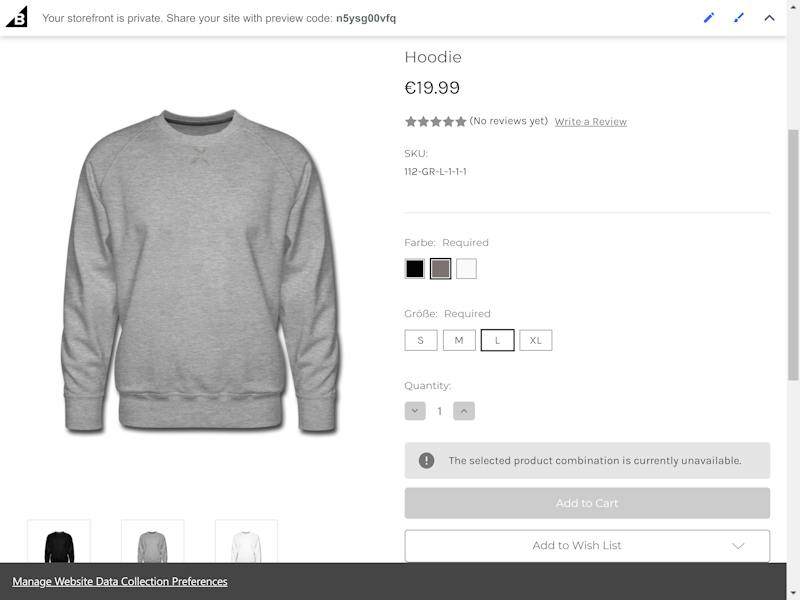 Your storefront is private. Share your site with preview code: n5ysg00vfq
Hoodie
€19.99
(No reviews yet) Write a Review
SKU:
112-GR-L-1-1-1
Farbe: Required
Größe: Required
S M L XL
Quantity:
1
The selected product combination is currently unavailable.
Add to Cart
Add to Wish List
Manage Website Data Collection Preferences